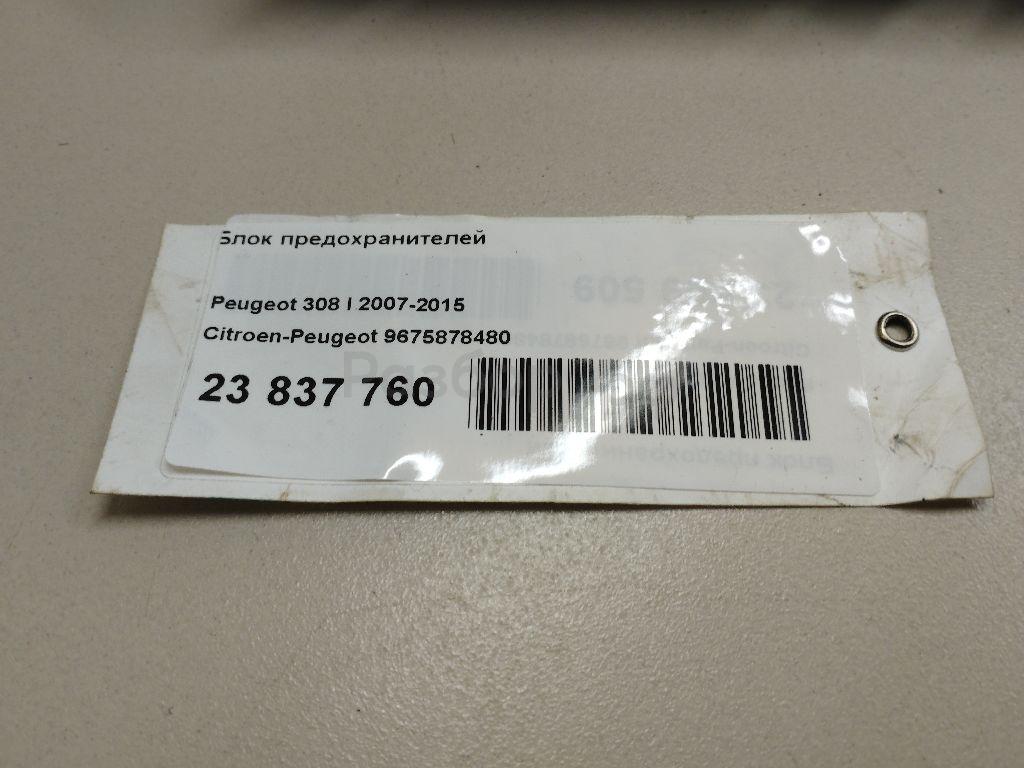 Блок предохранителей
Peugeot 308 I 2007-2015
Citroen-Peugeot 9675878480
23 837 760